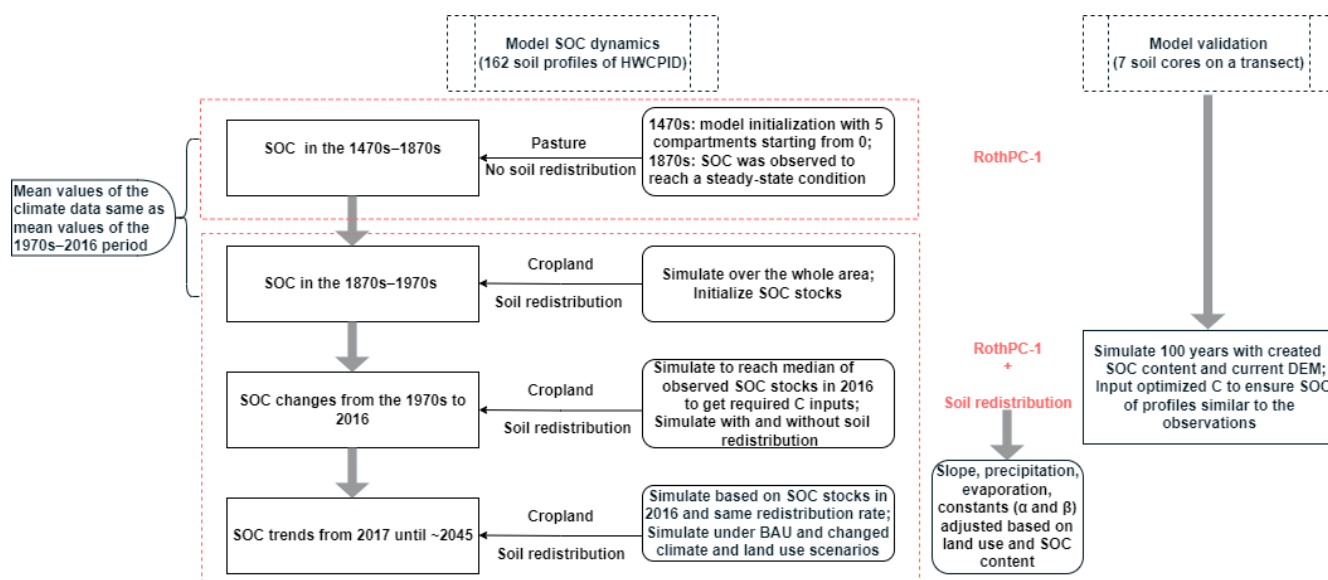 Model SOC dynamics
(162 soil profiles of HWCPID)
Model validation
(7 soil cores on a transect)
Mean values of the
climate data same as
mean values of the
1970s–2016 period
SOC in the 1470s–1870s
Pasture
No soil redistribution
1470s: model initialization with 5
compartments starting from 0;
1870s: SOC was observed to
reach a steady-state condition
RothPC-1
SOC in the 1870s–1970s
Cropland
Soil redistribution
Simulate over the whole area;
Initialize SOC stocks
SOC changes from the 1970s to
2016
Cropland
Soil redistribution
Simulate to reach median of
observed SOC stocks in 2016
to get required C inputs;
Simulate with and without soil
redistribution
RothPC-1
+
Soil redistribution
Simulate 100 years with created
SOC content and current DEM;
Input optimized C to ensure SOC
of profiles similar to the
observations
SOC trends from 2017 until ~2045
Cropland
Soil redistribution
Simulate based on SOC stocks in
2016 and same redistribution rate;
Simulate under BAU and changed
climate and land use scenarios
Slope, precipitation,
evaporation,
constants (α and β)
adjusted based on
land use and SOC
content